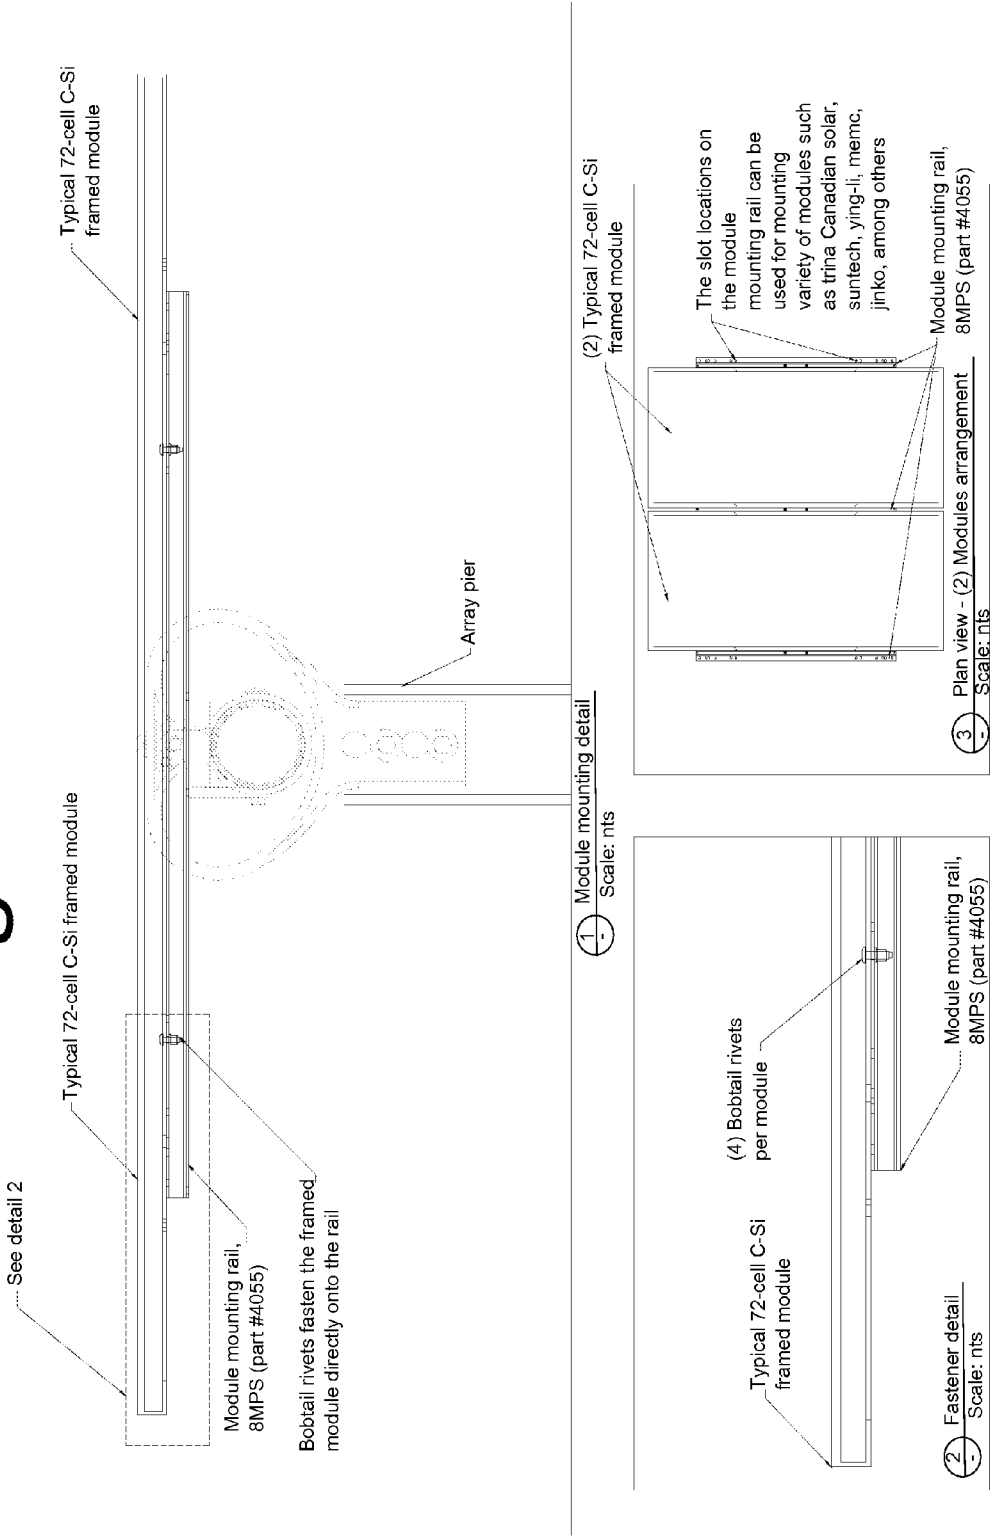 See detail 2
Typical 72-cell C-Si framed module
Typical 72-cell C-Si
framed module
Module mounting rail,
8MPS (part #4055)
Bobtail rivets fasten the framed
module directly onto the rail
Array pier
1
-
Module mounting detail
Scale: nts
Typical 72-cell C-Si
framed module
(4) Bobtail rivets
per module
Module mounting rail,
8MPS (part #4055)
2
-
Fastener detail
Scale: nts
(2) Typical 72-cell C-Si
framed module
The slot locations on
the module
mounting rail can be
used for mounting
variety of modules such
as trina Canadian solar,
suntech, ying-li, memc,
jinko, among others
Module mounting rail,
8MPS (part #4055)
3
-
Plan view - (2) Modules arrangement
Scale: nts